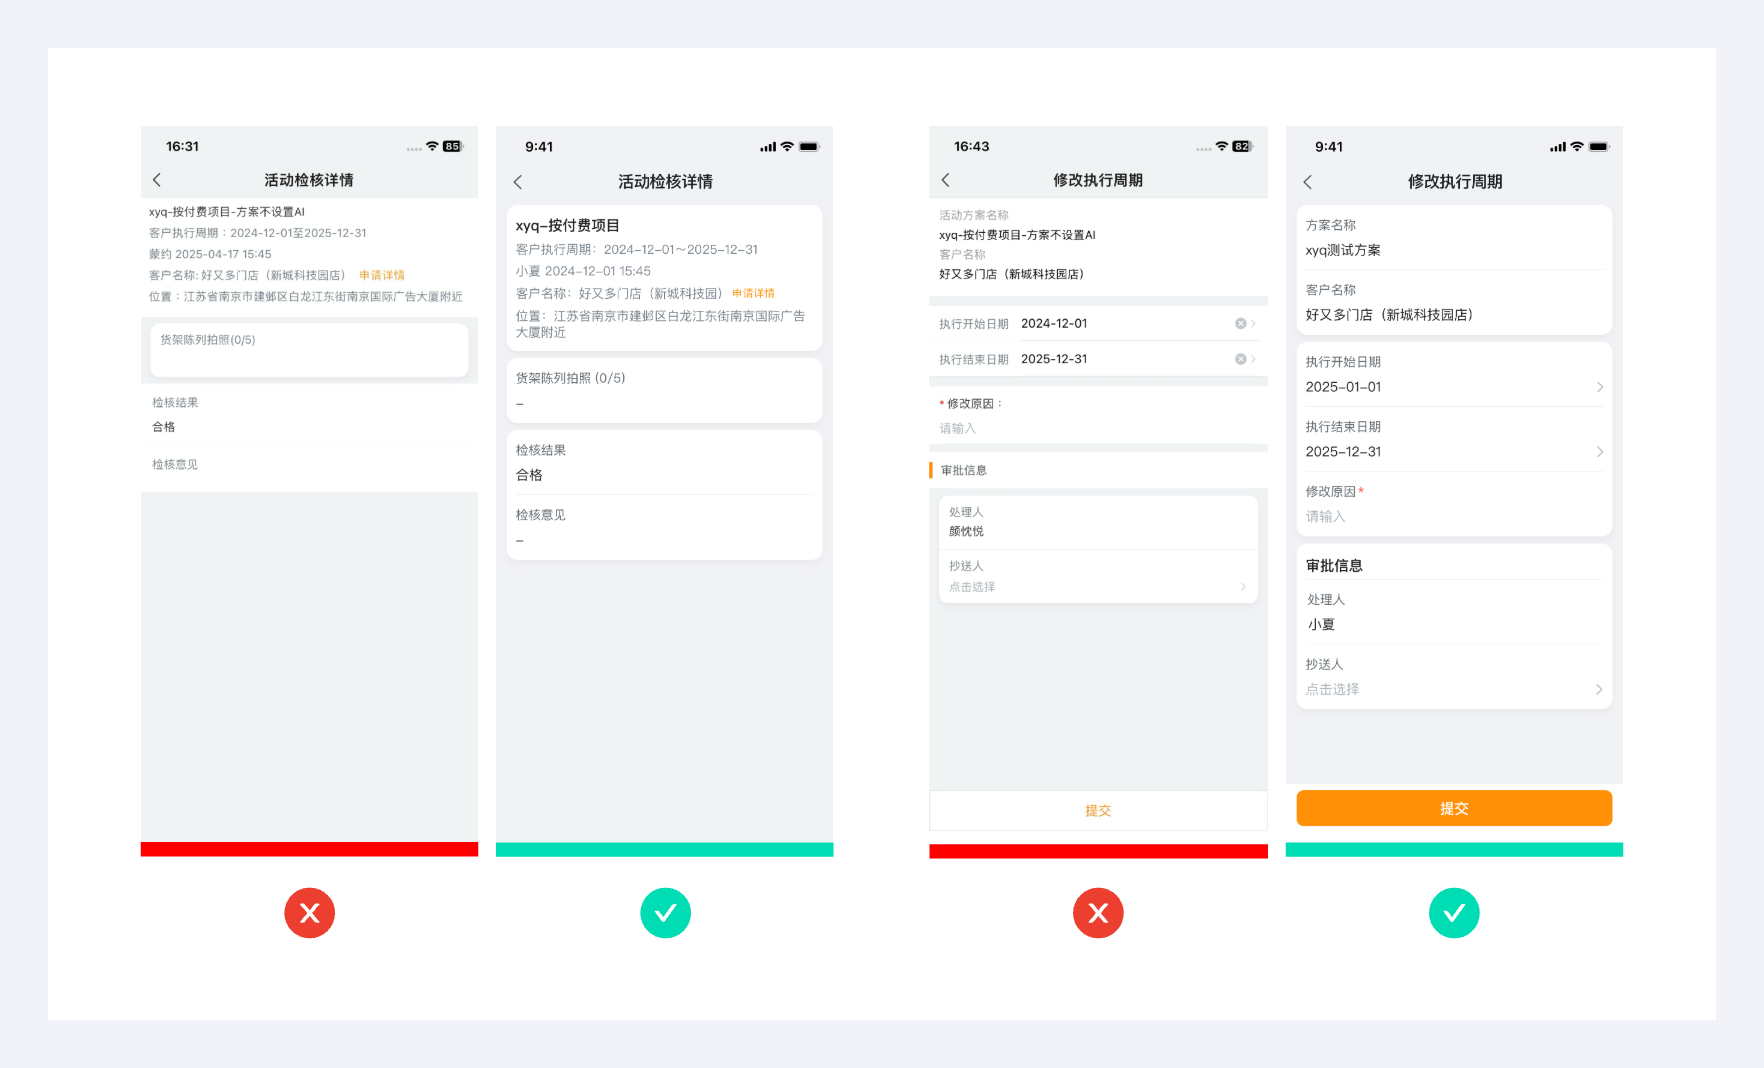 16:31
85
活动检核详情
xyq-按付费项目-方案不设置AI
客户执行周期：2024-12-01至2025-12-31
蒙约 2025-04-17 15:45
客户名称: 好又多门店（新城科技园店） 申请详情
位置：江苏省南京市建邺区白龙江东街南京国际广告大厦附近
货架陈列拍照(0/5)
检核结果
合格
检核意见
9:41
活动检核详情
xyq–按付费项目
客户执行周期：2024–12–01～2025–12–31
小夏 2024–12–01 15:45
客户名称：好又多门店（新城科技园） 申请详情
位置：江苏省南京市建邺区白龙江东街南京国际广告
大厦附近
货架陈列拍照 (0/5)
–
检核结果
合格
检核意见
–
16:43
82
修改执行周期
活动方案名称
xyq-按付费项目-方案不设置AI
客户名称
好又多门店（新城科技园店）
执行开始日期 2024-12-01
执行结束日期 2025-12-31
* 修改原因：
请输入
审批信息
处理人
颜忱悦
抄送人
点击选择
提交
9:41
修改执行周期
方案名称
xyq测试方案
客户名称
好又多门店（新城科技园店）
执行开始日期
2025–01–01
执行结束日期
2025–12–31
修改原因*
请输入
审批信息
处理人
小夏
抄送人
点击选择
提交